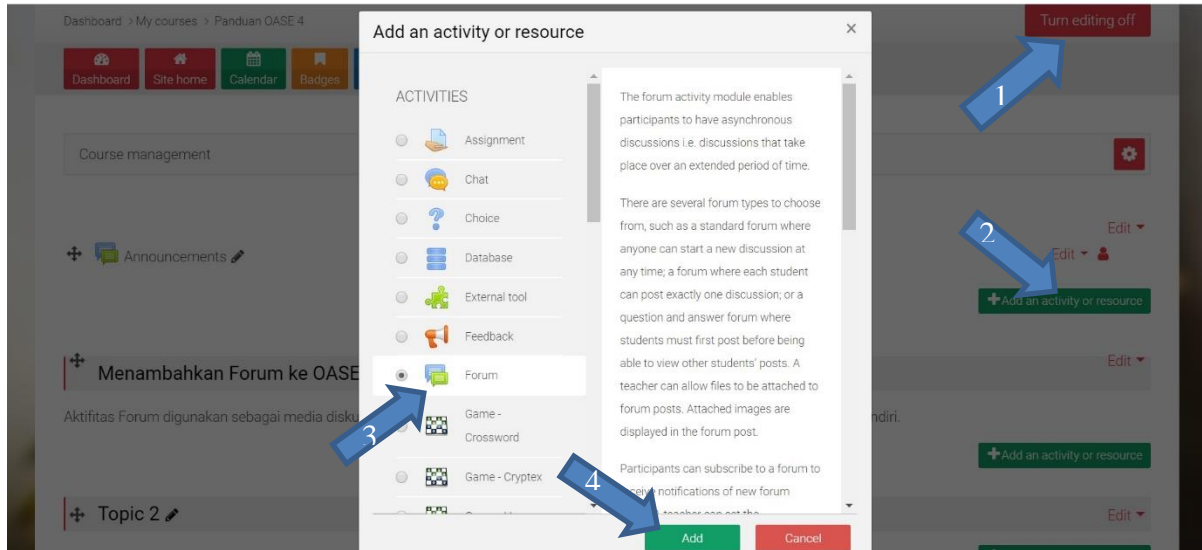 Dashboard > My courses > Panduan OASE 4
Turn editing off
Dashboard
Site home
Calendar
Badges
1
Course management
Announcements
Edit
Edit
2
+Add an activity or resource
Menambahkan Forum ke OASE
Edit
Aktifitas Forum digunakan sebagai media
+Add an activity or resource
Topic 2
Edit
Add an activity or resource
×
ACTIVITIES
Assignment
Chat
Choice
Database
External tool
Feedback
Forum
3
Game -
Crossword
Game - Cryptex
4
The forum activity module enables
participants to have asynchronous
discussions i.e. discussions that take
place over an extended period of time.
There are several forum types to choose
from, such as a standard forum where
anyone can start a new discussion at
any time; a forum where each student
can post exactly one discussion; or a
question and answer forum where
students must first post before being
able to view other students' posts. A
teacher can allow files to be attached to
forum posts. Attached images are
displayed in the forum post.
Participants can subscribe to a forum to
notifications of new forum
Add
Cancel